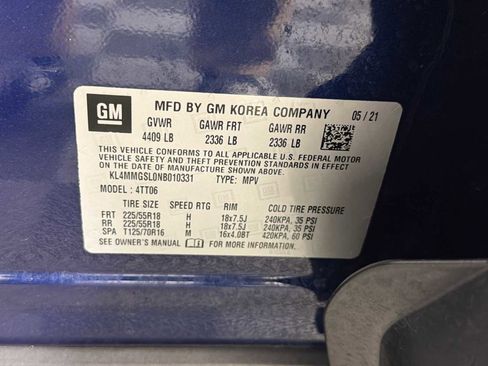 GM
MFD BY GM KOREA COMPANY 05/21
GVWR GAWR FRT GAWR RR
4409 LB 2336 LB 2336 LB
THIS VEHICLE CONFORMS TO ALL APPLICABLE U.S. FEDERAL MOTOR
VEHICLE SAFETY AND THEFT PREVENTION STANDARDS IN EFFECT
ON THE DATE OF MANUFACTURE SHOWN ABOVE.
KL4MMGSL0NB010331 TYPE: MPV
MODEL: 4TT06
TIRE SIZE SPEED RTG RIM COLD TIRE PRESSURE
FRT 225/55R18 H 18x7.5J 240KPA, 35 PSI
RR 225/55R18 H 18x7.5J 240KPA, 35 PSI
SPA T125/70R16 M 16x4.0BT 420KPA, 60 PSI
SEE OWNER'S MANUAL FOR MORE INFORMATION